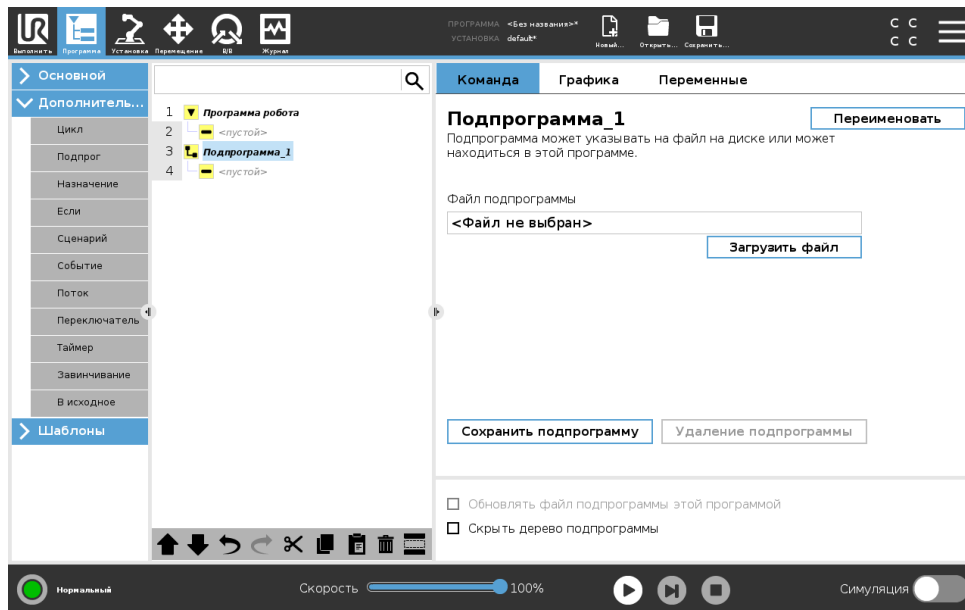 ПРОГРАММА <Без названия>*
УСТАНОВКА default*
Выполнить Программа Установка Перемещение В/В Журнал Новый... Открыть... Сохранить...
C C
C C
Основной
Дополнитель...
Цикл
Подпрог
Назначение
Если
Сценарий
Событие
Поток
Переключатель
Таймер
Завинчивание
В исходное
Шаблоны
1 Программа робота
2 <пустой>
3 Подпрограмма_1
4 <пустой>
Команда Графика Переменные
Подпрограмма_1 Переименовать
Подпрограмма может указывать на файл на диске или может
находиться в этой программе.
Файл подпрограммы
<Файл не выбран>
Загрузить файл
Сохранить подпрограмму Удаление подпрограммы
Обновлять файл подпрограммы этой программой
Скрыть дерево подпрограммы
Нормальный Скорость 100% Симуляция